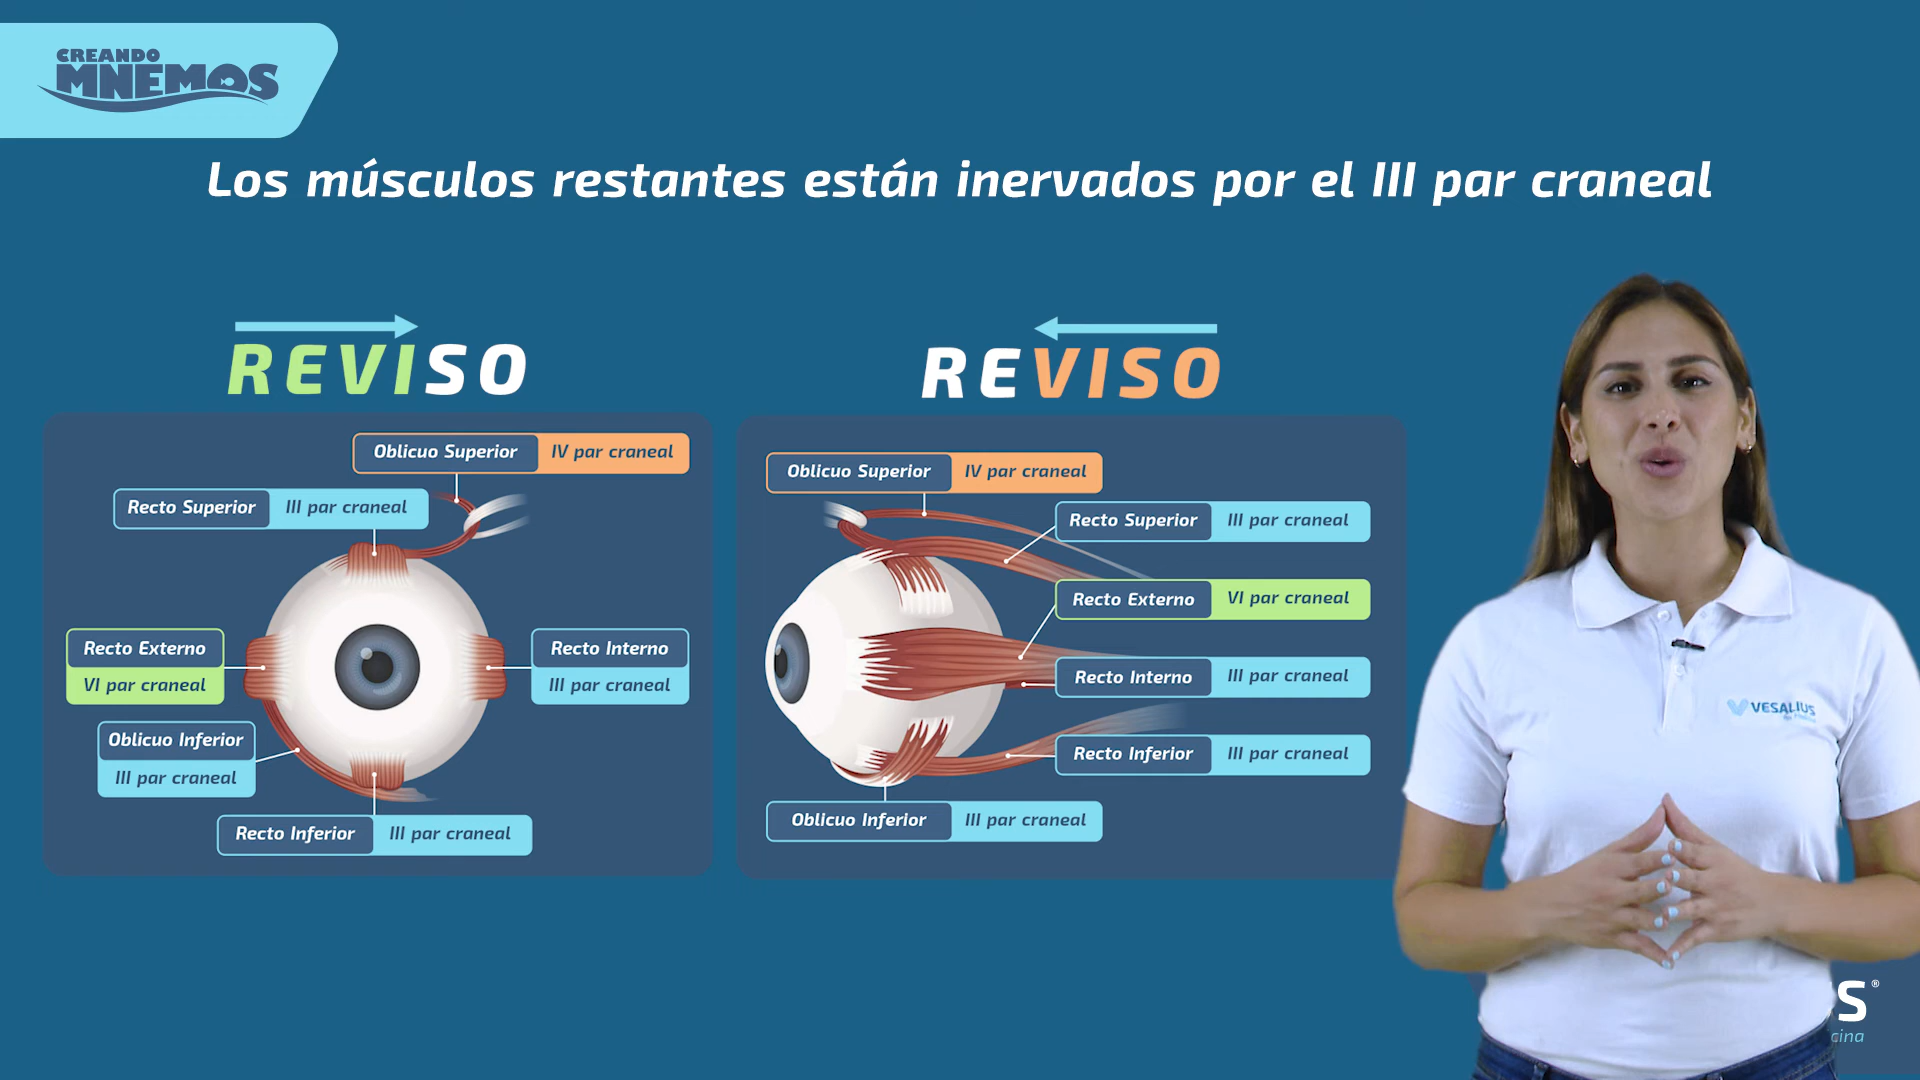 CREANDO
MNEMOS
Los músculos restantes están inervados por el III par craneal
REVISO
Oblicuo Superior IV par craneal
Recto Superior III par craneal
Recto Externo
VI par craneal
Recto Interno
III par craneal
Oblicuo Inferior
III par craneal
Recto Inferior III par craneal
REVISO
Oblicuo Superior IV par craneal
Recto Superior III par craneal
Recto Externo VI par craneal
Recto Interno III par craneal
Recto Inferior III par craneal
Oblicuo Inferior III par craneal
VESALIUS
S®
cina